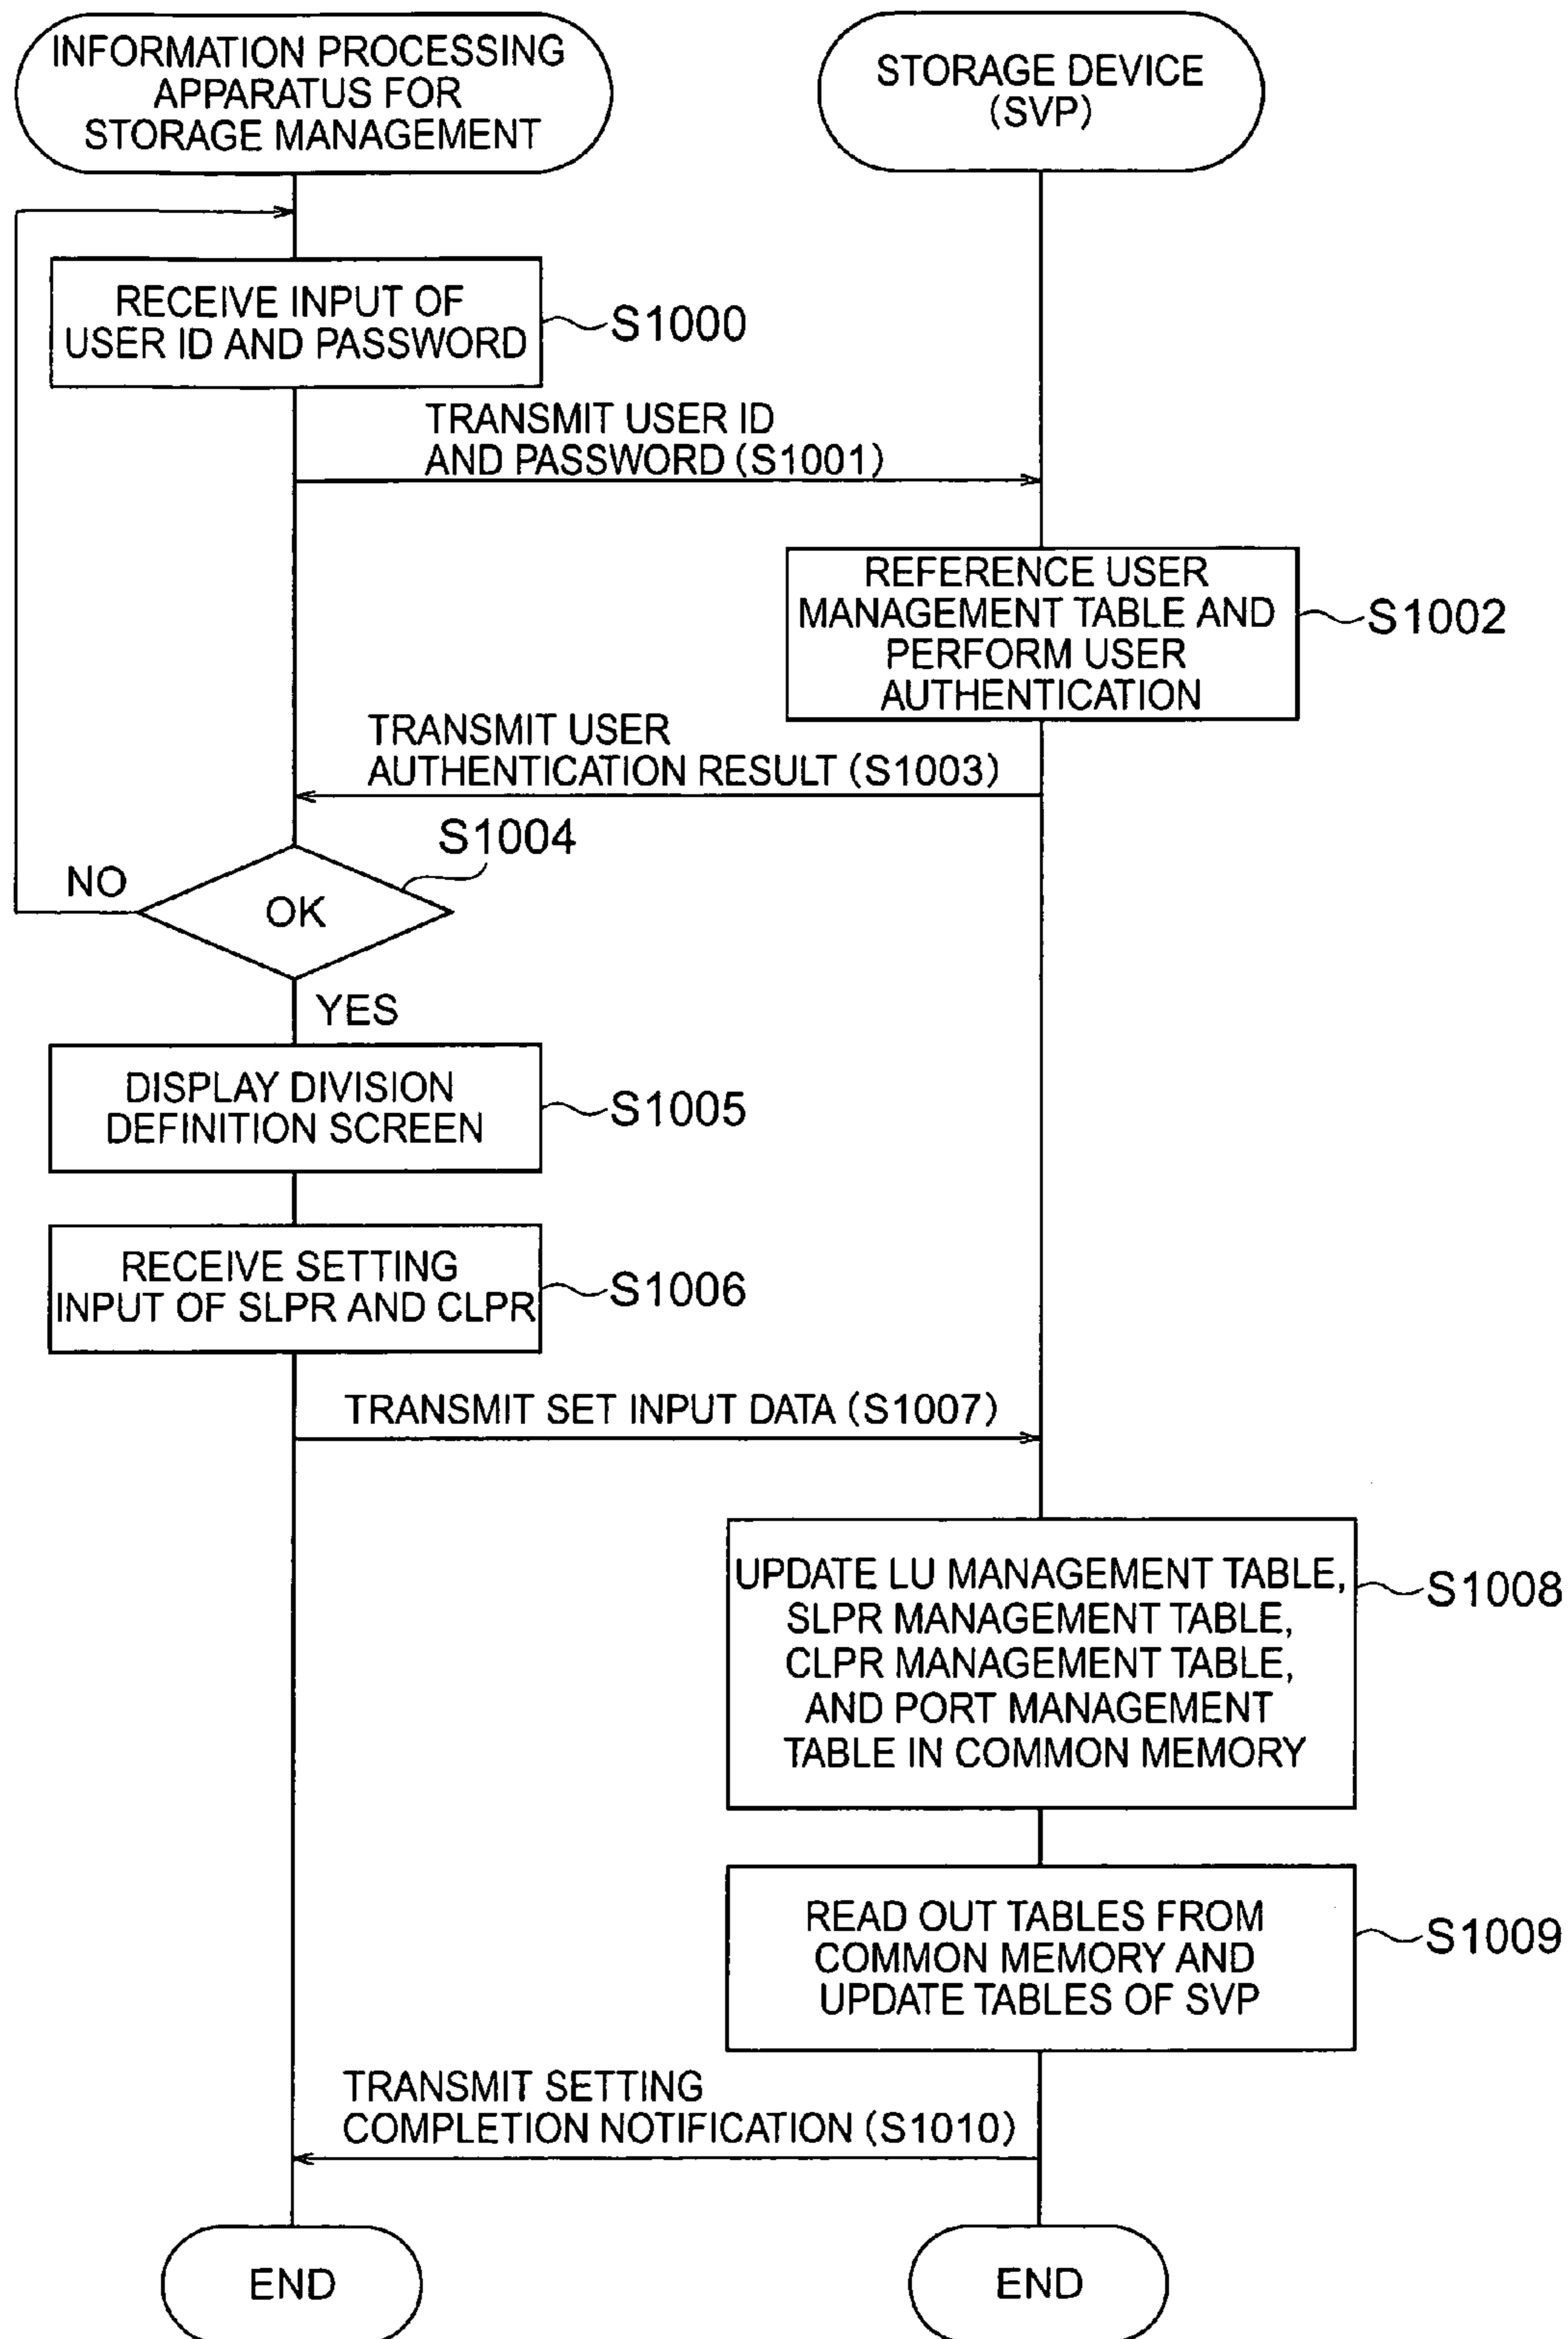 INFORMATION PROCESSING
APPARATUS FOR
STORAGE MANAGEMENT
STORAGE DEVICE
(SVP)
RECEIVE INPUT OF
USER ID AND PASSWORD
S1000
TRANSMIT USER ID
AND PASSWORD (S1001)
REFERENCE USER
MANAGEMENT TABLE AND
PERFORM USER
AUTHENTICATION
S1002
TRANSMIT USER
AUTHENTICATION RESULT (S1003)
S1004
NO
OK
YES
DISPLAY DIVISION
DEFINITION SCREEN
S1005
RECEIVE SETTING
INPUT OF SLPR AND CLPR
S1006
TRANSMIT SET INPUT DATA (S1007)
UPDATE LU MANAGEMENT TABLE,
SLPR MANAGEMENT TABLE,
CLPR MANAGEMENT TABLE,
AND PORT MANAGEMENT
TABLE IN COMMON MEMORY
S1008
READ OUT TABLES FROM
COMMON MEMORY AND
UPDATE TABLES OF SVP
S1009
TRANSMIT SETTING
COMPLETION NOTIFICATION (S1010)
END
END